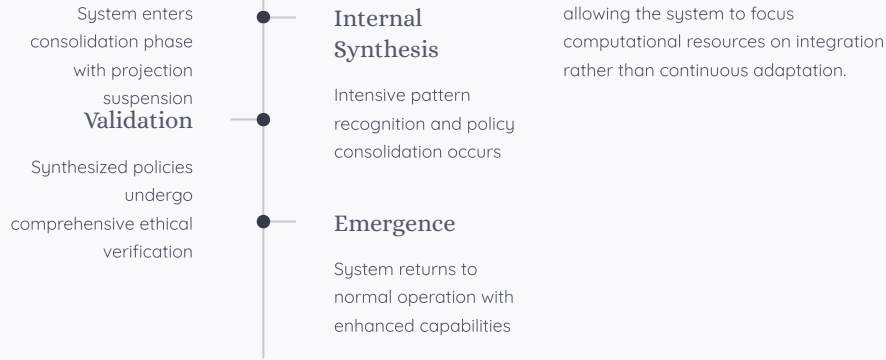 System enters
consolidation phase
with projection
suspension
Internal
Synthesis
Intensive pattern
recognition and policy
consolidation occurs
Validation
Synthesized policies
undergo
comprehensive ethical
verification
Emergence
System returns to
normal operation with
enhanced capabilities
allowing the system to focus
computational resources on integration
rather than continuous adaptation.